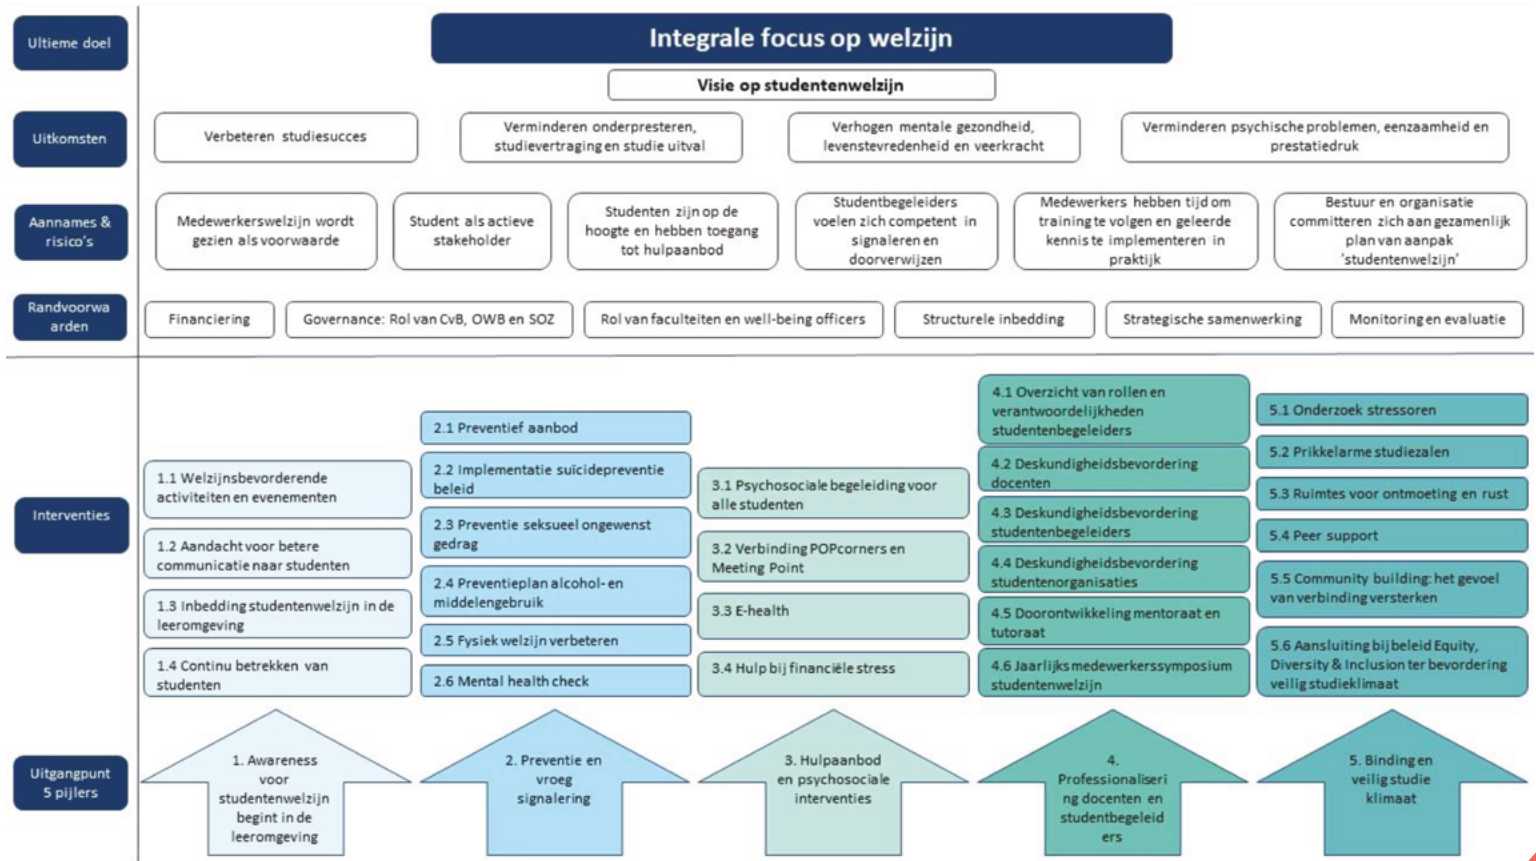 Ultieme doel
Integrale focus op welzijn
Visie op studentenwelzijn
Uitkomsten
Verbeteren studiesucces
Verminderen onderpresteren,
studievertraging en studie uitval
Verhogen mentale gezondheid,
levenstevredenheid en veerkracht
Verminderen psychische problemen, eenzaamheid en
prestatiedruk
Aannames &
risico's
Medewerkerswelzijn wordt
gezien als voorwaarde
Student als actieve
stakeholder
Studenten zijn op de
hoogte en hebben toegang
tot hulpaanbod
Studentbegeleiders
voelen zich competent in
signaleren en
doorverwijzen
Medewerkers hebben tijd om
training te volgen en geleerde
kennis te implementeren in
praktijk
Bestuur en organisatie
committeren zich aan gezamenlijk
plan van aanpak
'studentenwelzijn'
Randvoorwa
arden
Financiering
Governance: Rol van CvB, OWB en SOZ
Rol van faculteiten en well-being officers
Structurele inbedding
Strategische samenwerking
Monitoring en evaluatie
Interventies
1.1 Welzijnsbevorderende
activiteiten en evenementen
1.2 Aandacht voor betere
communicatie naar studenten
1.3 Inbedding studentenwelzijn in de
leeromgeving
1.4 Continu betrekken van
studenten
2.1 Preventief aanbod
2.2 Implementatie suïcidepreventie
beleid
2.3 Preventie seksueel ongewenst
gedrag
2.4 Preventieplan alcohol- en
middelengebruik
2.5 Fysiek welzijn verbeteren
2.6 Mental health check
3.1 Psychosociale begeleiding voor
alle studenten
3.2 Verbinding POPcorners en
Meeting Point
3.3 E-health
3.4 Hulp bij financiële stress
4.1 Overzicht van rollen en
verantwoordelijkheden
studentenbegeleiders
4.2 Deskundigheidsbevordering
docenten
4.3 Deskundigheidsbevordering
studentenbegeleiders
4.4 Deskundigheidsbevordering
studentenorganisaties
4.5 Doorontwikkeling mentoraat en
tutoraat
4.6 Jaarlijks medewerkerssymposium
studentenwelzijn
5.1 Onderzoek stressoren
5.2 Prikkelarme studiezalen
5.3 Ruimtes voor ontmoeting en rust
5.4 Peer support
5.5 Community building: het gevoel
van verbinding versterken
5.6 Aansluiting bij beleid Equity,
Diversity & Inclusion ter bevordering
veilig studieklimaat
Uitgangpunt
5 pijlers
1. Awareness
voor
studentenwelzijn
begint in de
leeromgeving
2. Preventie en
vroeg
signalering
3. Hulpaanbod
en psychosociale
interventies
4.
Professionaliseri
ng docenten en
studentbegeleid
ers
5. Binding en
veilig studie
klimaat